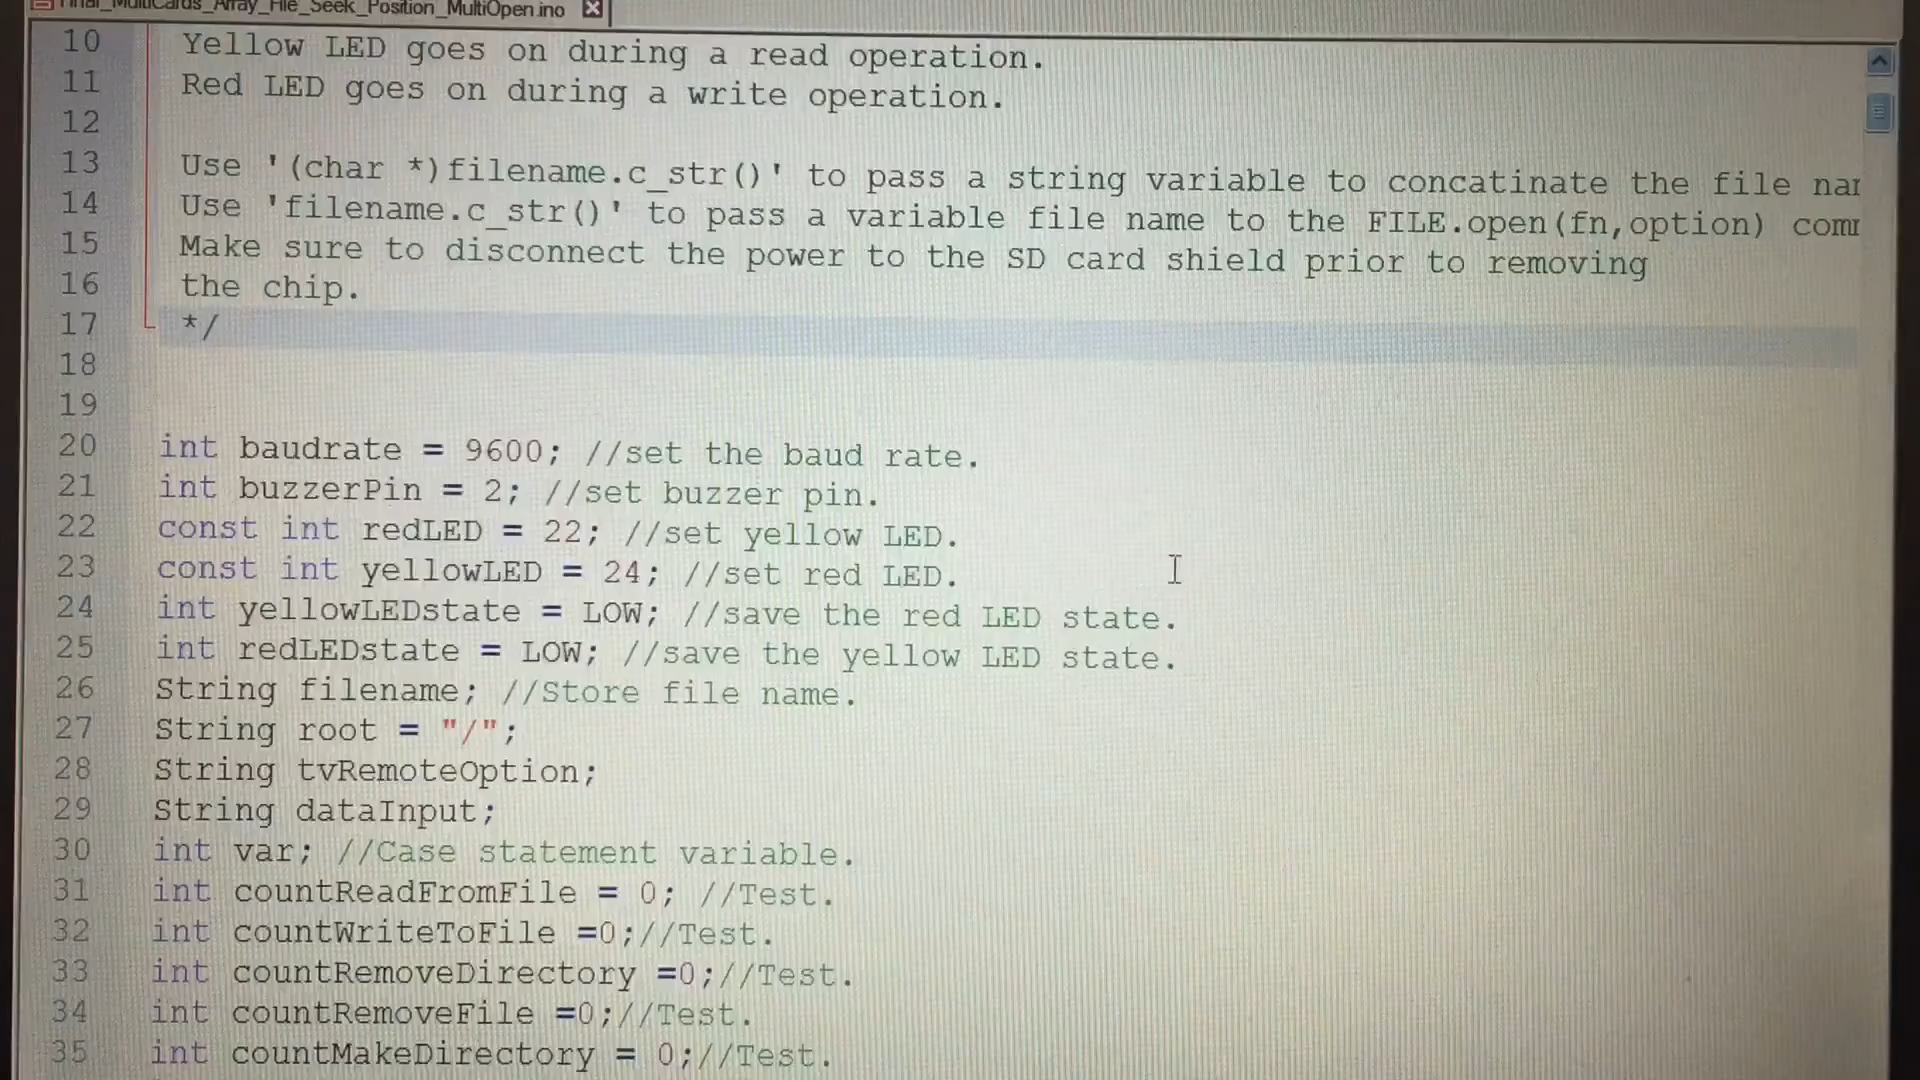 Final_MultiCards_Array_File_Seek_Position_MultiOpen.ino
10 Yellow LED goes on during a read operation.
11 Red LED goes on during a write operation.
12
13 Use '(char *)filename.c_str()' to pass a string variable to concatinate the file
14 Use 'filename.c_str()' to pass a variable file name to the FILE.open(fn,option)
15 Make sure to disconnect the power to the SD card shield prior to removing
16 the chip.
17 */
18
19
20 int baudrate = 9600; //set the baud rate.
21 int buzzerPin = 2; //set buzzer pin.
22 const int redLED = 22; //set yellow LED.
23 const int yellowLED = 24; //set red LED.
24 int yellowLEDstate = LOW; //save the red LED state.
25 int redLEDstate = LOW; //save the yellow LED state.
26 String filename; //Store file name.
27 String root = "/";
28 String tvRemoteOption;
29 String dataInput;
30 int var; //Case statement variable.
31 int countReadFromFile = 0; //Test.
32 int countWriteToFile =0;//Test.
33 int countRemoveDirectory =0;//Test.
34 int countRemoveFile =0;//Test.
35 int countMakeDirectory = 0;//Test.